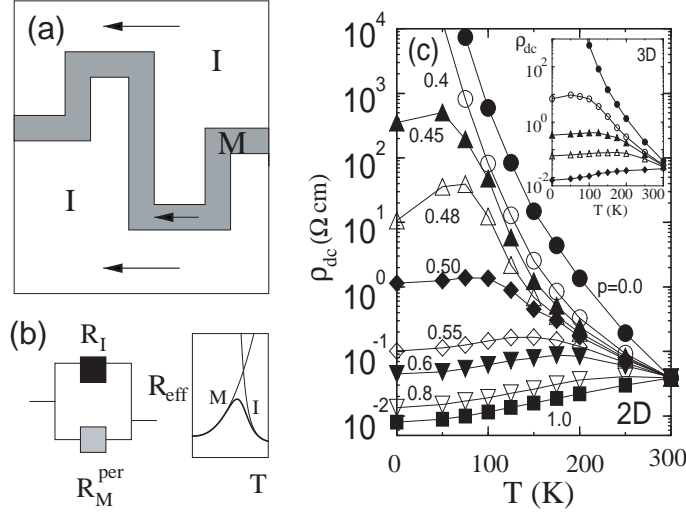 (a)
I
M
I
(b)
R_I
R_eff
R_M^per
M
I
T
(c)
ρ_dc (Ω cm)
10^4
10^3
10^2
10^1
10^0
10^-1
10^-2
0.4
0.45
0.48
0.50
0.55
0.6
0.8
1.0
p=0.0
2D
0
100
200
300
T (K)
ρ_dc
3D
10^4
10^2
10^0
10^-2
0
100
200
300
T (K)